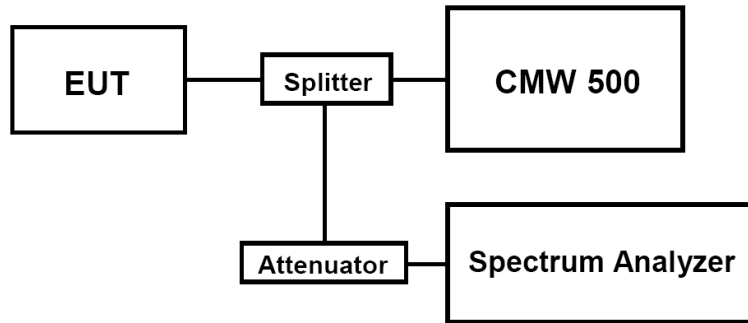 EUT
Splitter
CMW 500
Attenuator
Spectrum Analyzer